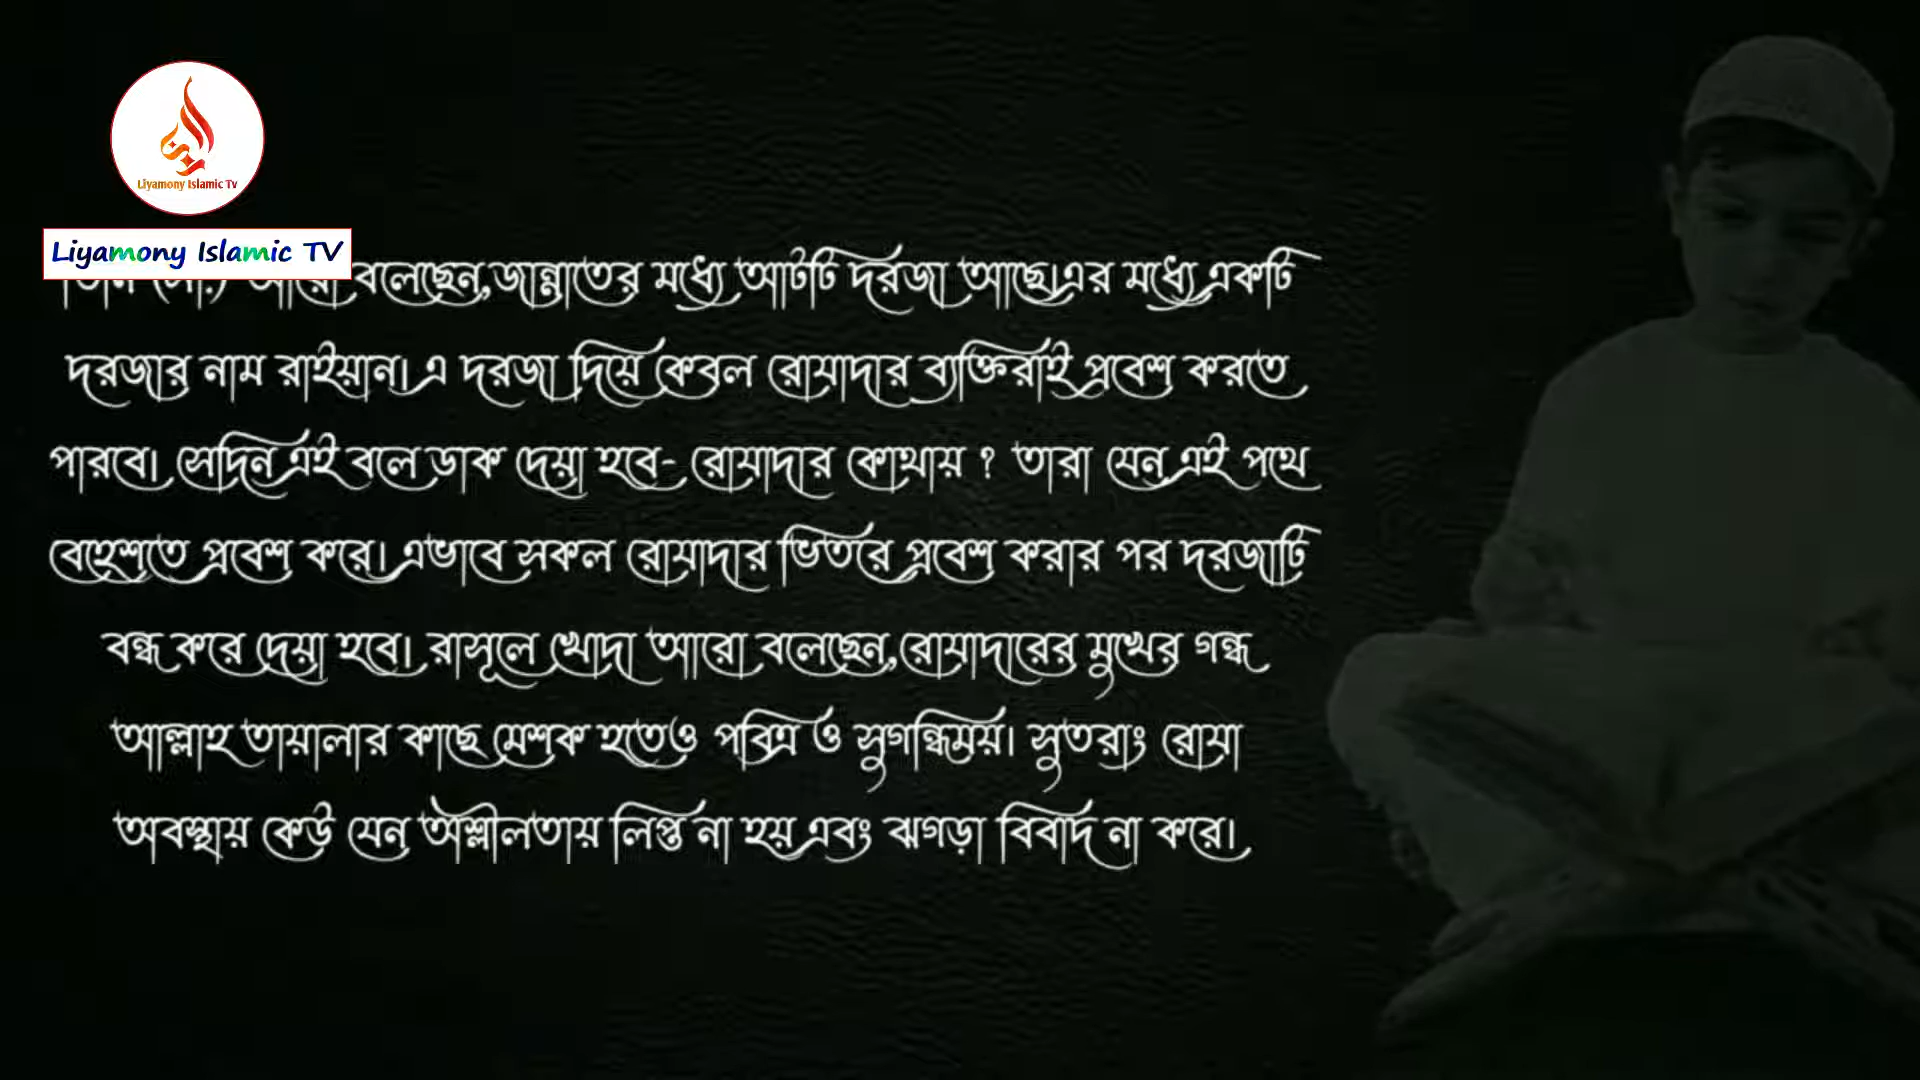 Liyamony Islamic Tv
Liyamony Islamic TV
তিনি (সাঃ) আরো বলেছেন,জান্নাতের মধ্যে আটটি দরজা আছে।এর মধ্যে একটি
দরজার নাম রাইয়ান। এ দরজা দিয়ে কেবল রোযাদার ব্যক্তিরাই প্রবেশ করতে
পারবে। সেদিন এই বলে ডাক দেয়া হবে- রোযাদার কোথায় ? তারা যেন এই পথে
বেহেশতে প্রবেশ করে। এভাবে সকল রোযাদার ভিতরে প্রবেশ করার পর দরজাটি
বন্ধ করে দেয়া হবে। রাসূলে খোদা আরো বলেছেন,রোযাদারের মুখের গন্ধ
আল্লাহ তায়ালার কাছে মেশক হতেও পবিত্র ও সুগন্ধিময়। সুতরাং রোযা
অবস্থায় কেউ যেন অশ্লীলতায় লিপ্ত না হয় এবং ঝগড়া বিবাদ না করে।